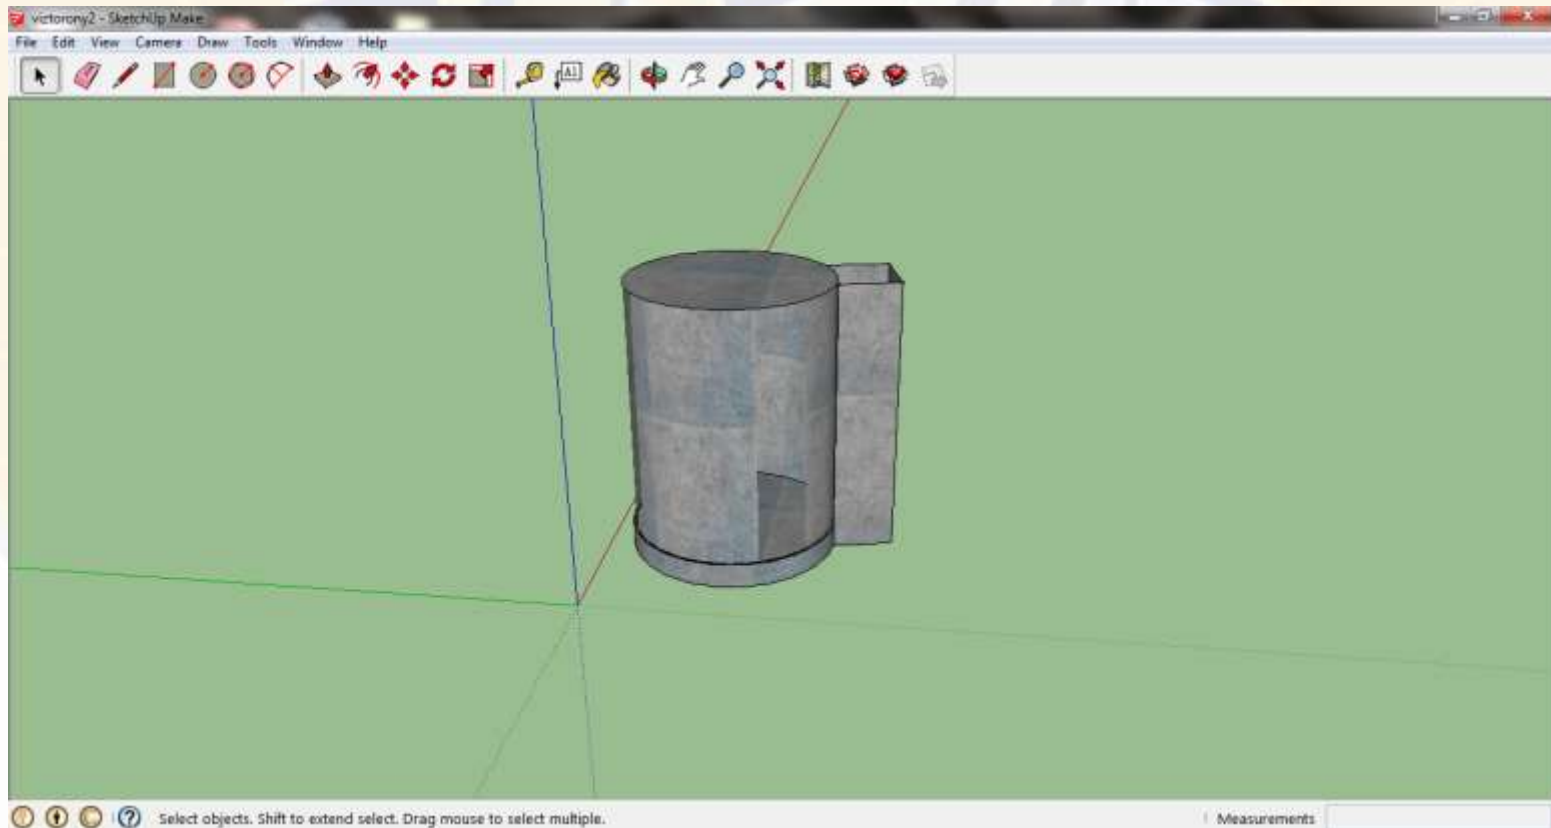 victorony2 - SketchUp Make
File Edit View Camera Draw Tools Window Help
A1
Select objects. Shift to extend select. Drag mouse to select multiple.
Measurements